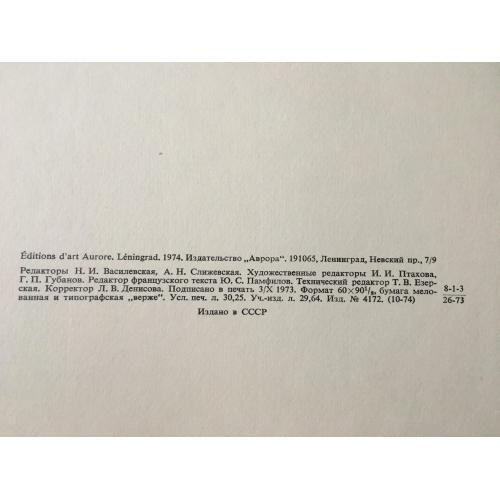 Éditions d'art Aurore. Léningrad. 1974. Издательство „Аврора“. 191065, Ленинград, Невский пр., 7/9
Редакторы Н. И. Василевская, А. Н. Слижевская. Художественные редакторы И. И. Птахова,
Г. П. Губанов. Редактор французского текста Ю. С. Памфилов. Технический редактор Т. В. Езер-
ская. Корректор Л. В. Денисова. Подписано в печать 3/X 1973. Формат 60×90¹/₈, бумага мело-
ванная и типографская „верже“. Усл. печ. л. 30,25. Уч.-изд. л. 29,64. Изд. № 4172. (10-74)
8-1-3
26-73
Издано в СССР